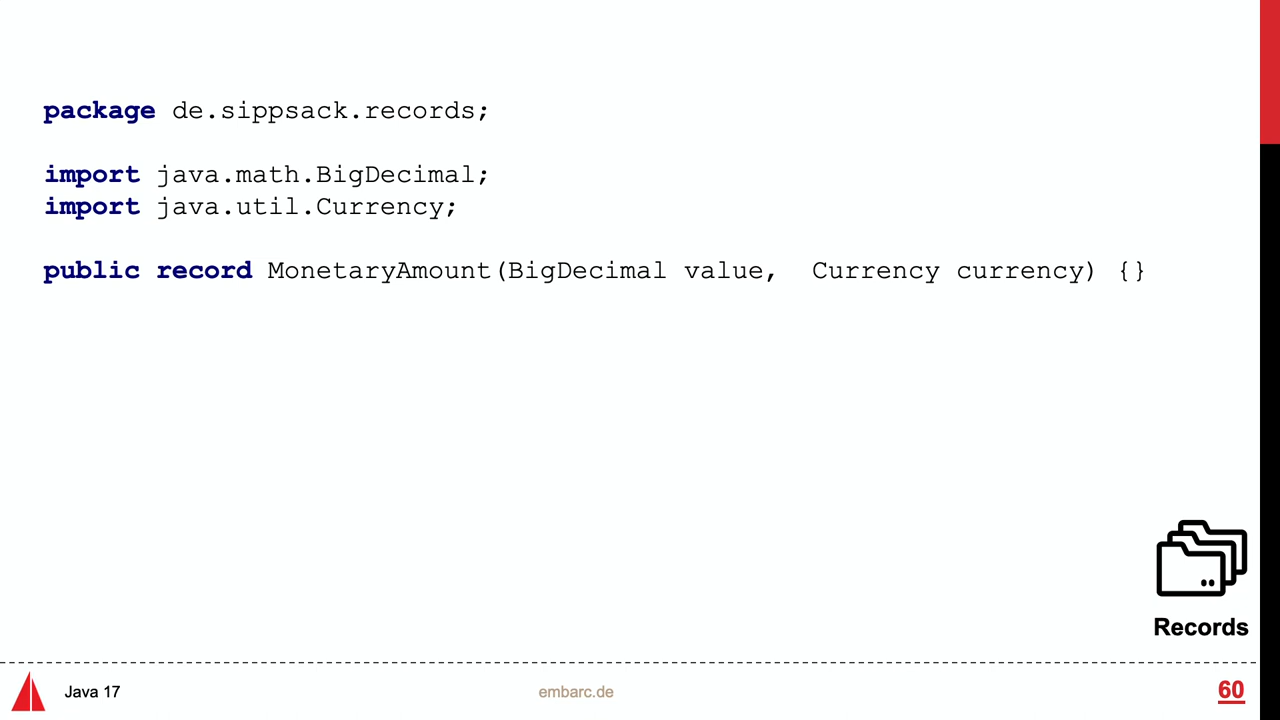 package de.sippsack.records;
import java.math.BigDecimal;
import java.util.Currency;
public record MonetaryAmount(BigDecimal value,  Currency currency) {}
Records
Java 17
embarc.de
60